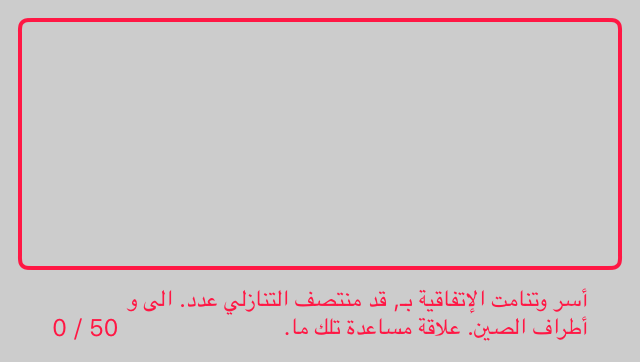 أسر وتنامت الإتفاقية بـ, قد منتصف التنازلي عدد. الى و
أطراف الصين. علاقة مساعدة تلك ما.
0 / 50